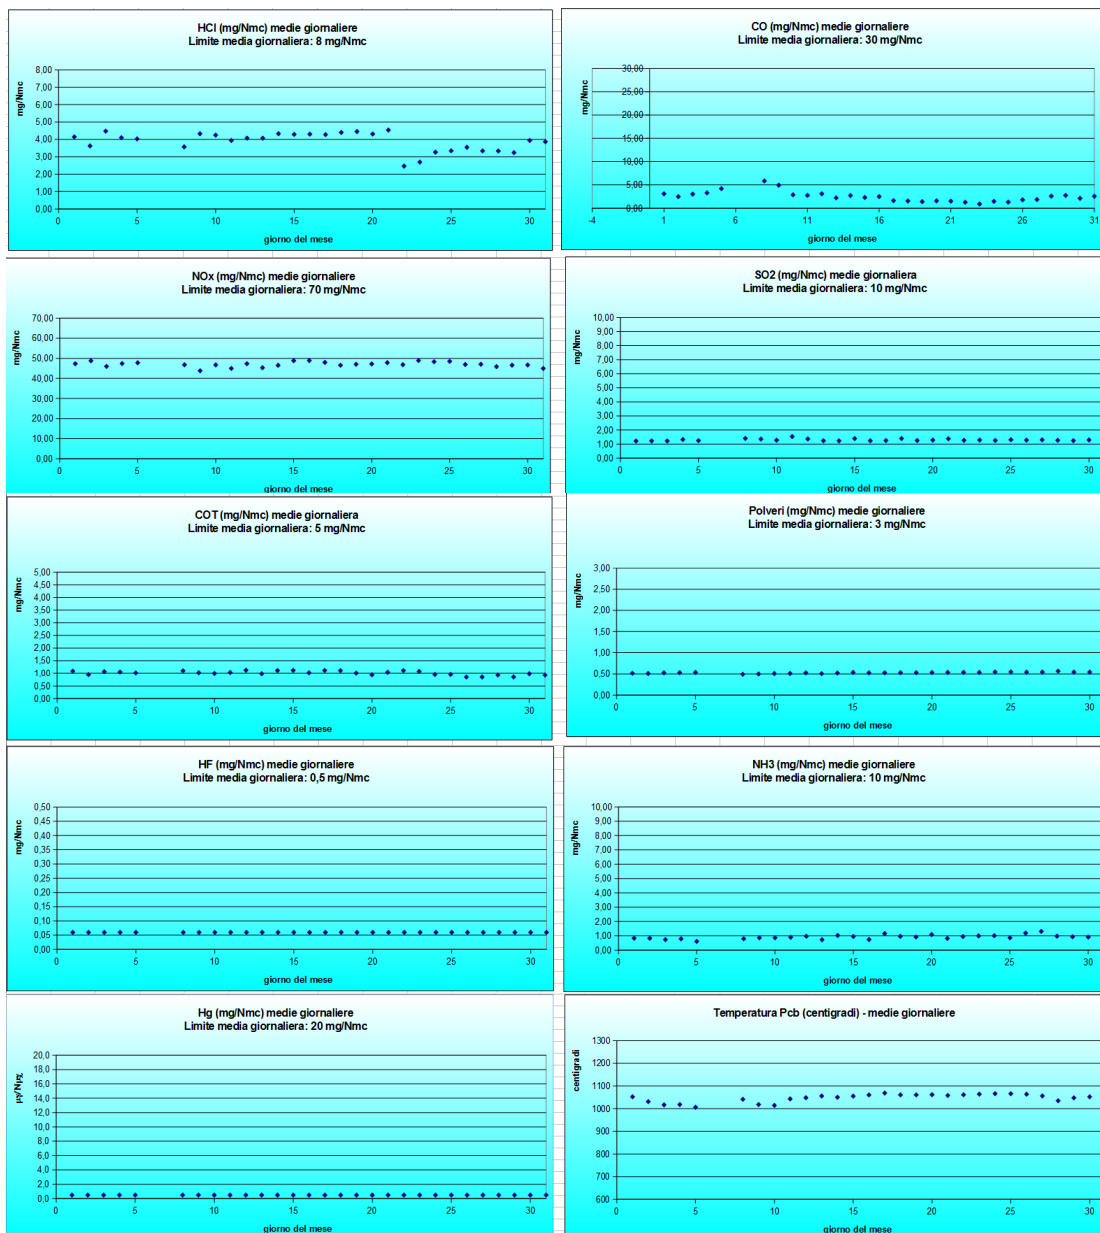 HCl (mg/Nmc) medie giornaliere
Limite media giornaliera: 8 mg/Nmc
mg/Nmc
8,00
7,00
6,00
5,00
4,00
3,00
2,00
1,00
0,00
0 5 10 15 20 25 30
giorno del mese
CO (mg/Nmc) medie giornaliere
Limite media giornaliera: 30 mg/Nmc
mg/Nmc
30,00
25,00
20,00
15,00
10,00
5,00
0,00
-4 1 6 11 16 21 26 31
giorno del mese
NOx (mg/Nmc) medie giornaliere
Limite media giornaliera: 70 mg/Nmc
mg/Nmc
70,00
60,00
50,00
40,00
30,00
20,00
10,00
0,00
0 5 10 15 20 25 30
giorno del mese
SO2 (mg/Nmc) medie giornaliera
Limite media giornaliera: 10 mg/Nmc
mg/Nmc
10,00
9,00
8,00
7,00
6,00
5,00
4,00
3,00
2,00
1,00
0,00
0 5 10 15 20 25 30
giorno del mese
COT (mg/Nmc) medie giornaliera
Limite media giornaliera: 5 mg/Nmc
mg/Nmc
5,00
4,50
4,00
3,50
3,00
2,50
2,00
1,50
1,00
0,50
0,00
0 5 10 15 20 25 30
giorno del mese
Polveri (mg/Nmc) medie giornaliere
Limite media giornaliera: 3 mg/Nmc
mg/Nmc
3,00
2,50
2,00
1,50
1,00
0,50
0,00
0 5 10 15 20 25 30
giorno del mese
HF (mg/Nmc) medie giornaliere
Limite media giornaliera: 0,5 mg/Nmc
mg/Nmc
0,50
0,45
0,40
0,35
0,30
0,25
0,20
0,15
0,10
0,05
0,00
0 5 10 15 20 25 30
giorno del mese
NH3 (mg/Nmc) medie giornaliere
Limite media giornaliera: 10 mg/Nmc
mg/Nmc
10,00
9,00
8,00
7,00
6,00
5,00
4,00
3,00
2,00
1,00
0,00
0 5 10 15 20 25 30
giorno del mese
Hg (mg/Nmc) medie giornaliere
Limite media giornaliera: 20 mg/Nmc
μγ/Νμχ
20,0
18,0
16,0
14,0
12,0
10,0
8,0
6,0
4,0
2,0
0,0
0 5 10 15 20 25 30
giorno del mese
Temperatura Pcb (centigradi) - medie giornaliere
centigradi
1300
1200
1100
1000
900
800
700
600
0 5 10 15 20 25 30
giorno del mese